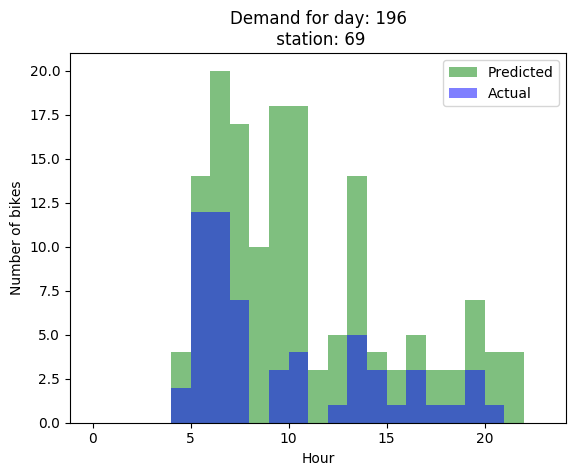 Demand for day: 196
station: 69
Predicted
Actual
20.0
17.5
15.0
12.5
10.0
7.5
5.0
2.5
0.0
Number of bikes
0 5 10 15 20
Hour